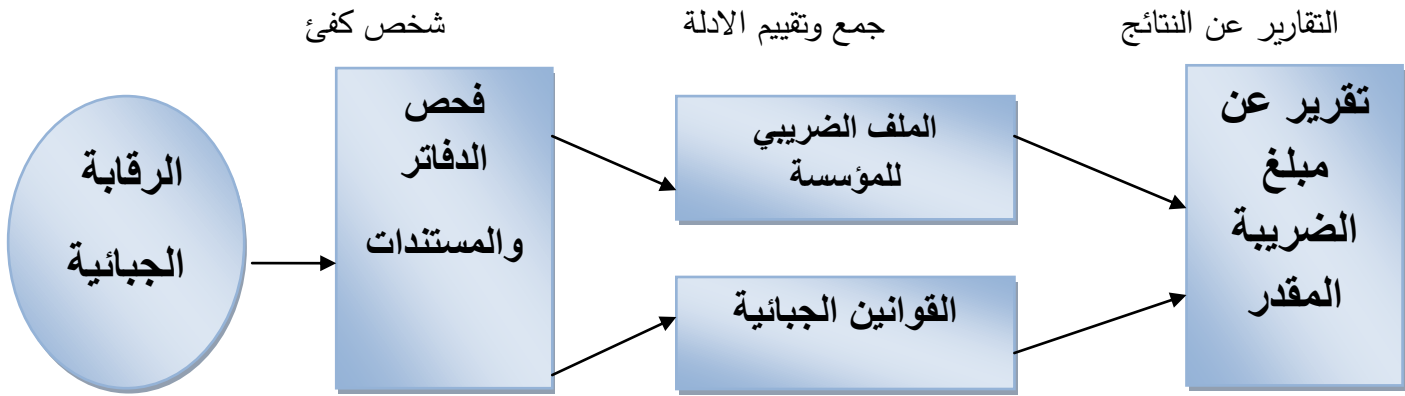 شخص كفئ
جمع وتقييم الادلة
التقارير عن النتائج
الرقابة
الجبائية
فحص
الدفاتر
والمستندات
الملف الضريبي
للمؤسسة
القوانين الجبائية
تقرير عن
مبلغ
الضريبة
المقدر